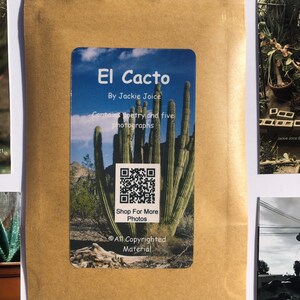 El Cacto
By Jackie Joice
Contains poetry and five
photographs
Shop For More
Photos
©All Copyrighted
Material